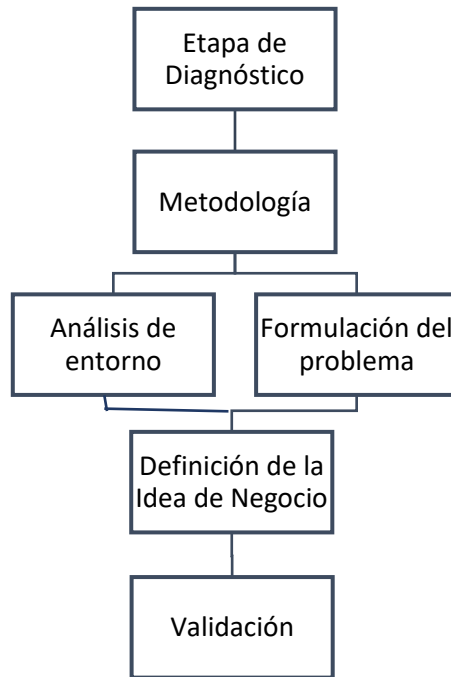 Etapa de
Diagnóstico
Metodología
Análisis de
entorno
Formulación del
problema
Definición de la
Idea de Negocio
Validación